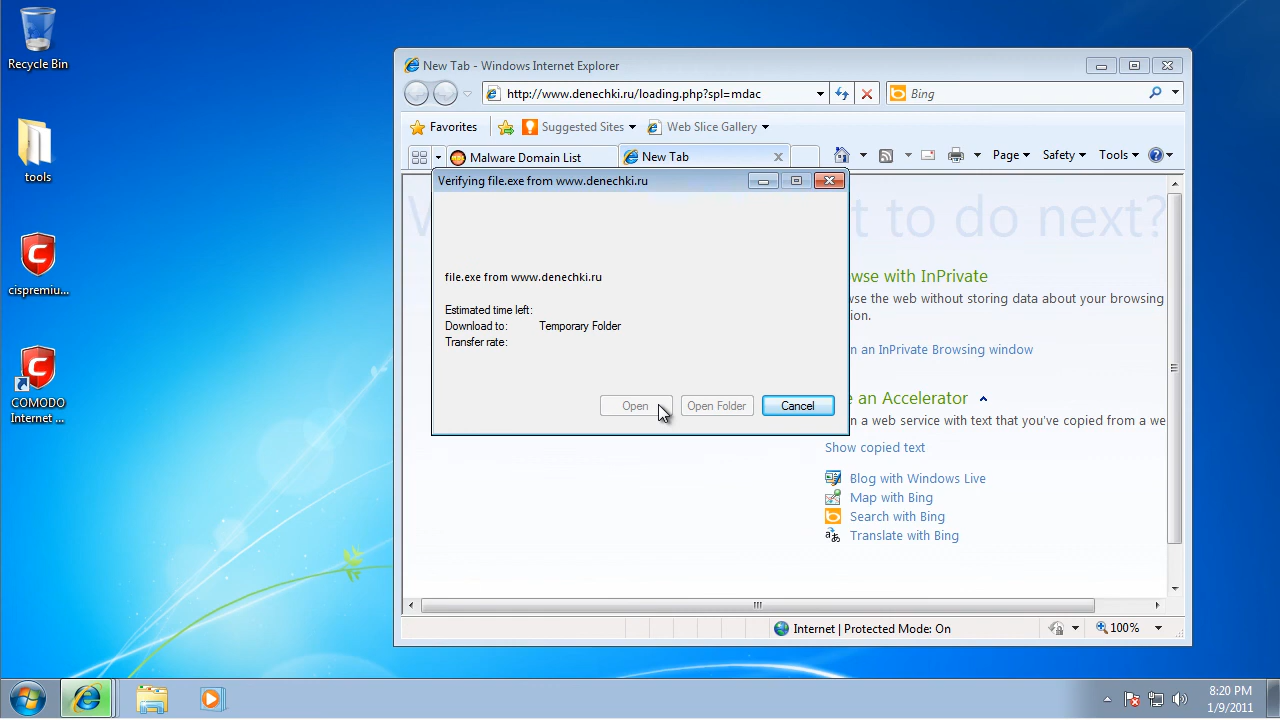 Recycle Bin
tools
cispremiu...
COMODO
Internet ...
New Tab - Windows Internet Explorer
http://www.denechki.ru/loading.php?spl=mdac
Bing
Favorites
Suggested Sites
Web Slice Gallery
Malware Domain List
New Tab
Page
Safety
Tools
Verifying file.exe from www.denechki.ru
file.exe from www.denechki.ru
Estimated time left:
Download to: Temporary Folder
Transfer rate:
Open
Open Folder
Cancel
W
t to do next?
wse with InPrivate
se the web without storing data about your browsing
ion.
n an InPrivate Browsing window
e an Accelerator
n a web service with text that you've copied from a we
Show copied text
Blog with Windows Live
Map with Bing
Search with Bing
Translate with Bing
Internet | Protected Mode: On
100%
8:20 PM
1/9/2011